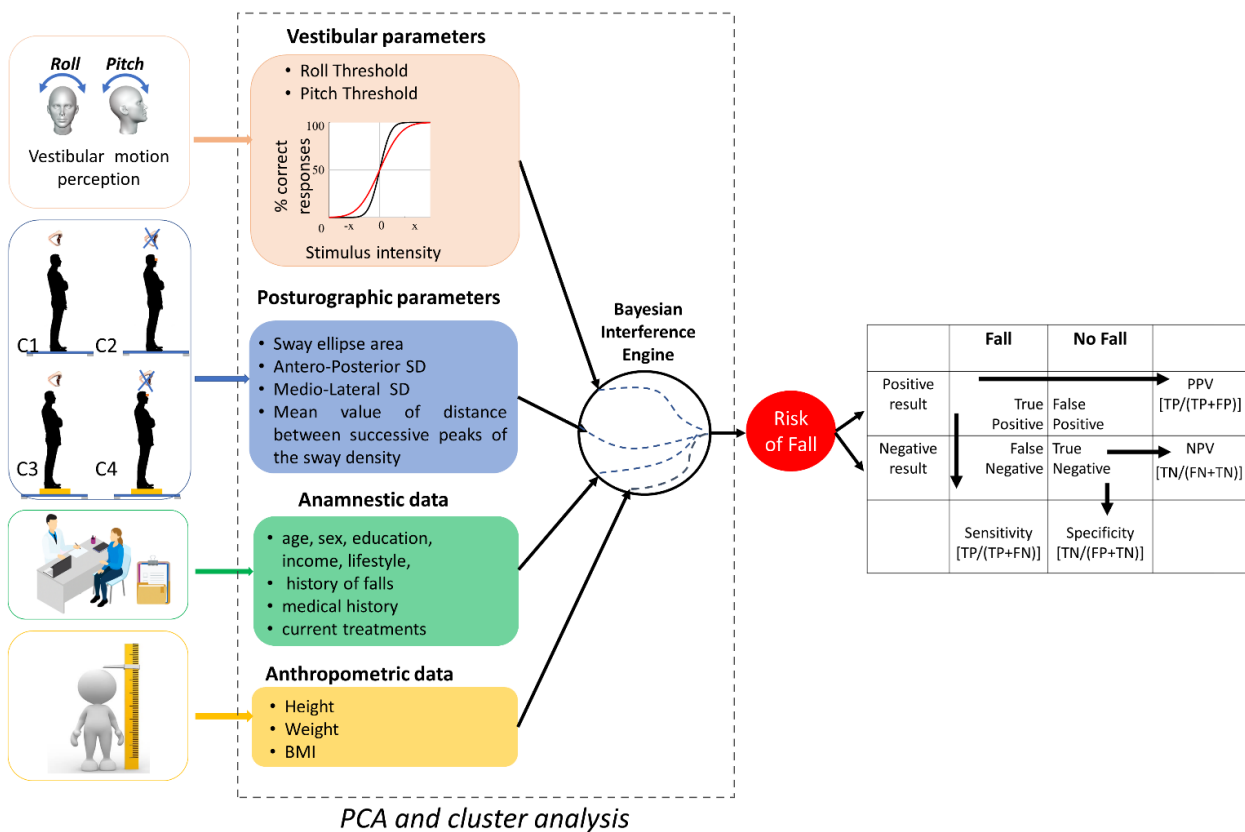 Roll
Pitch
Vestibular motion
perception
C1
C2
C3
C4
Vestibular parameters
• Roll Threshold
• Pitch Threshold
% correct
responses
100
50
0
-x
0
x
Stimulus intensity
Posturographic parameters
• Sway ellipse area
• Antero-Posterior SD
• Medio-Lateral SD
• Mean value of distance
between successive peaks of
the sway density
Anamnestic data
• age, sex, education,
income, lifestyle,
• history of falls
• medical history
• current treatments
Anthropometric data
• Height
• Weight
• BMI
PCA and cluster analysis
Bayesian
Interference
Engine
Risk
of Fall
Fall
No Fall
Positive
result
True
Positive
False
Positive
PPV
[TP/(TP+FP)]
Negative
result
False
Negative
True
Negative
NPV
[TN/(FN+TN)]
Sensitivity
[TP/(TP+FN)]
Specificity
[TN/(FP+TN)]